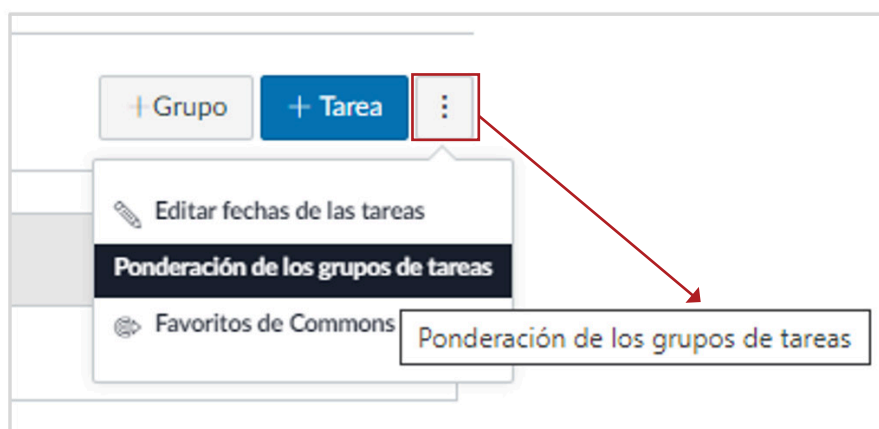 + Grupo + Tarea
Editar fechas de las tareas
Ponderación de los grupos de tareas
Favoritos de Commons
Ponderación de los grupos de tareas